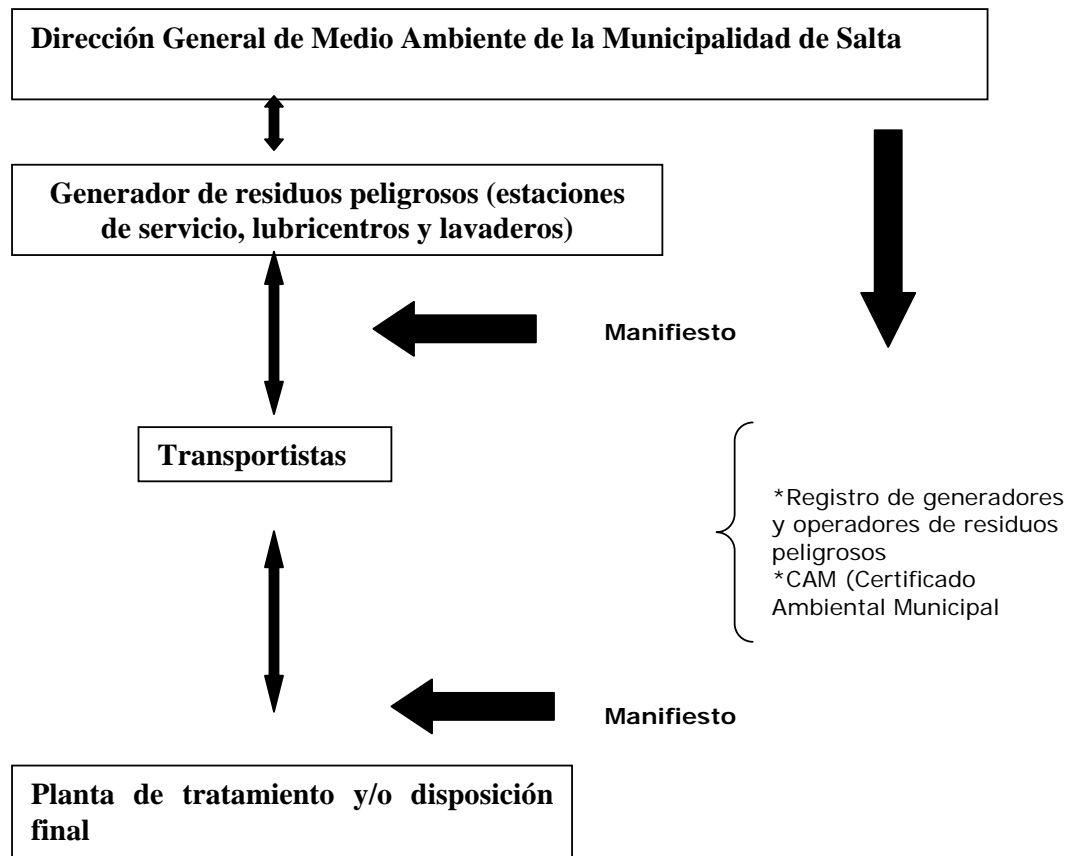 Dirección General de Medio Ambiente de la Municipalidad de Salta
Generador de residuos peligrosos (estaciones
de servicio, lubricentros y lavaderos)
Manifiesto
Transportistas
*Registro de generadores
y operadores de residuos
peligrosos
*CAM (Certificado
Ambiental Municipal
Manifiesto
Planta de tratamiento y/o disposición
final